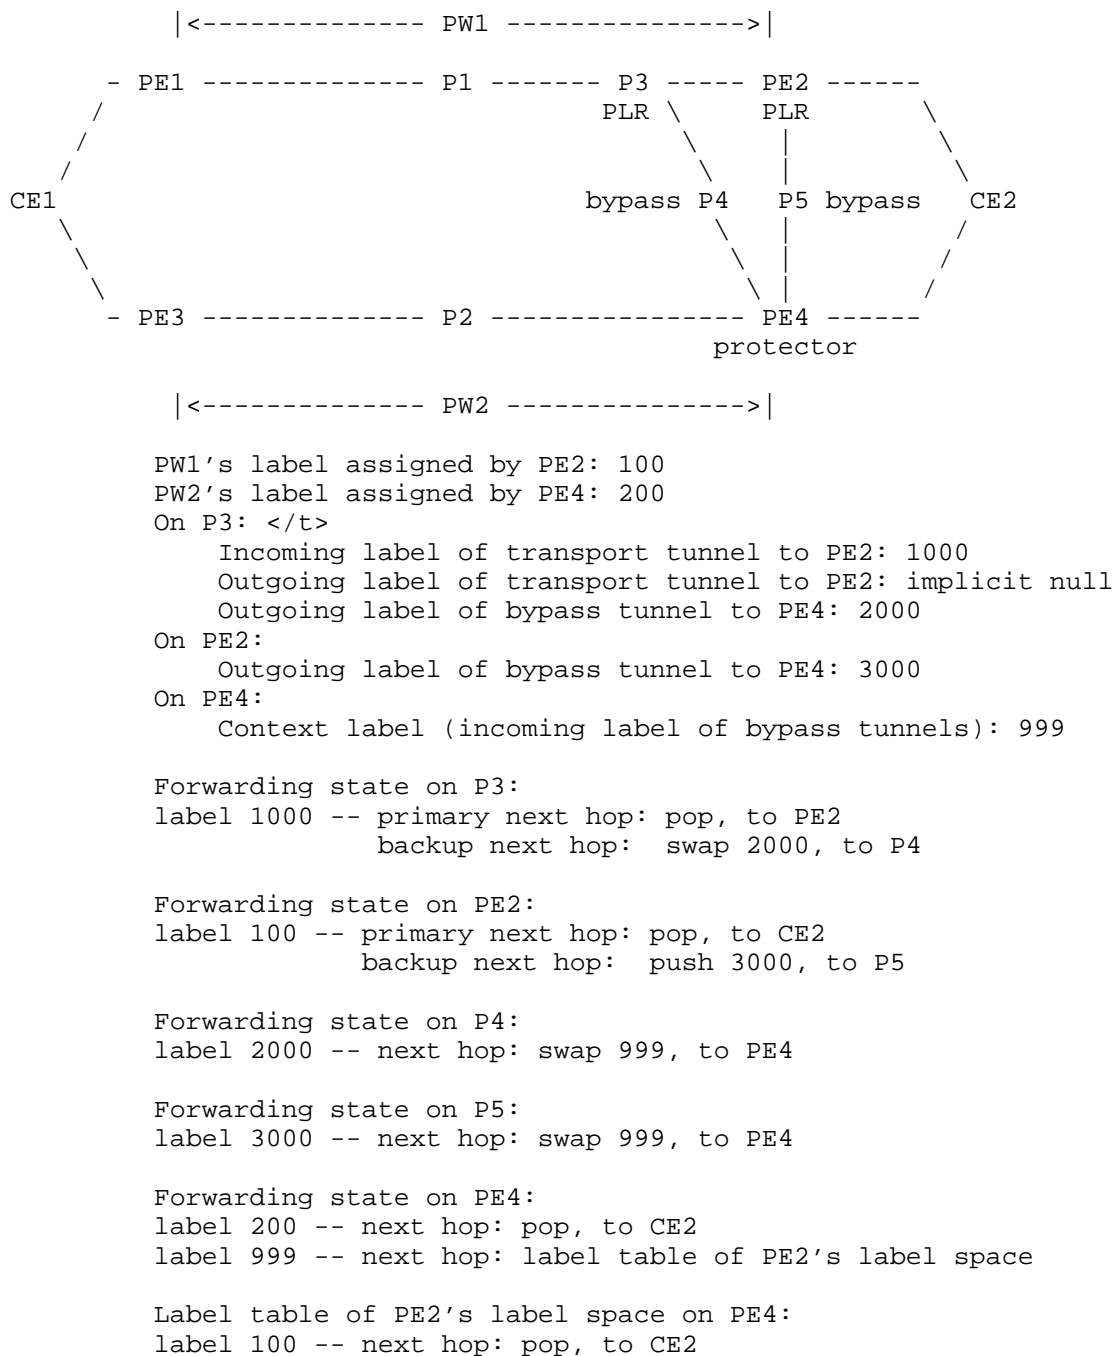 |<-------------- PW1 --------------->|
- PE1 -------------- P1 ------- P3 ----- PE2 ------
/ PLR \ PLR \
/ \ | \
/ \ | \
CE1 bypass P4 P5 bypass CE2
\ \ | /
\ \ | /
\ \ | /
- PE3 -------------- P2 ---------------- PE4 ------
protector
|<-------------- PW2 --------------->|
PW1's label assigned by PE2: 100
PW2's label assigned by PE4: 200
On P3: </t>
Incoming label of transport tunnel to PE2: 1000
Outgoing label of transport tunnel to PE2: implicit null
Outgoing label of bypass tunnel to PE4: 2000
On PE2:
Outgoing label of bypass tunnel to PE4: 3000
On PE4:
Context label (incoming label of bypass tunnels): 999
Forwarding state on P3:
label 1000 -- primary next hop: pop, to PE2
backup next hop: swap 2000, to P4
Forwarding state on PE2:
label 100 -- primary next hop: pop, to CE2
backup next hop: push 3000, to P5
Forwarding state on P4:
label 2000 -- next hop: swap 999, to PE4
Forwarding state on P5:
label 3000 -- next hop: swap 999, to PE4
Forwarding state on PE4:
label 200 -- next hop: pop, to CE2
label 999 -- next hop: label table of PE2's label space
Label table of PE2's label space on PE4:
label 100 -- next hop: pop, to CE2